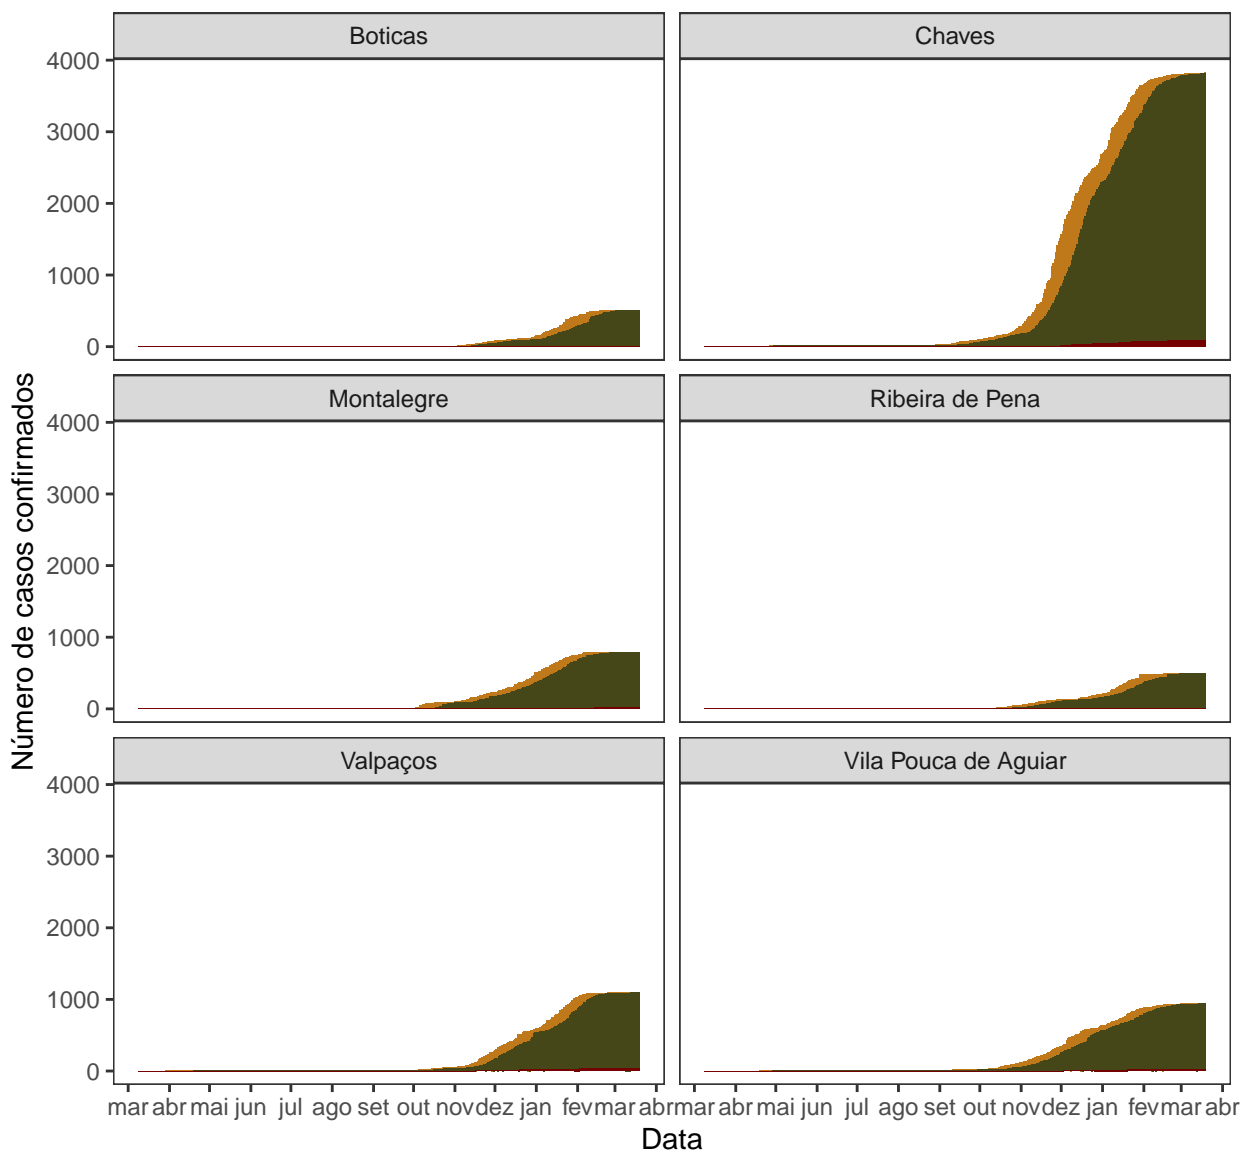 Boticas
Chaves
4000
3000
2000
1000
0
Montalegre
Ribeira de Pena
4000
3000
2000
1000
0
Valpaços
Vila Pouca de Aguiar
4000
3000
2000
1000
0
mar abr mai jun jul ago set out nov dez jan fev mar abr
mar abr mai jun jul ago set out nov dez jan fev mar abr
Data
Número de casos confirmados